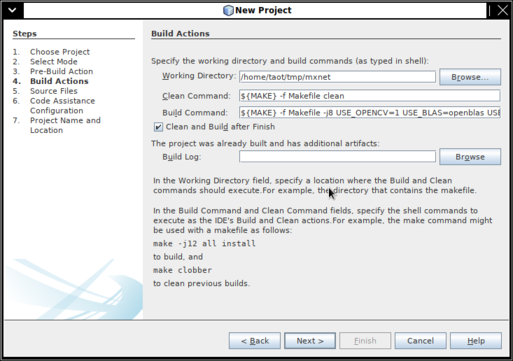 New Project
Steps
1. Choose Project
2. Select Mode
3. Pre-Build Action
4. Build Actions
5. Source Files
6. Code Assistance
Configuration
7. Project Name and
Location
Build Actions
Specify the working directory and build commands (as typed in shell):
Working Directory: /home/taot/tmp/mxnet Browse...
Clean Command: ${MAKE} -f Makefile clean
Build Command: ${MAKE} -f Makefile -j8 USE_OPENCV=1 USE_BLAS=openblas USE
Clean and Build after Finish
The project was already built and has additional artifacts:
Build Log: Browse
In the Working Directory field, specify a location where the Build and Clean
commands should execute.For example, the directory that contains the makefile.
In the Build Command and Clean Command fields, specify the shell commands to
execute as the IDE's Build and Clean actions.For example, the make command might
be used with a makefile as follows:
make -j12 all install
to build, and
make clobber
to clean previous builds.
< Back Next > Finish Cancel Help